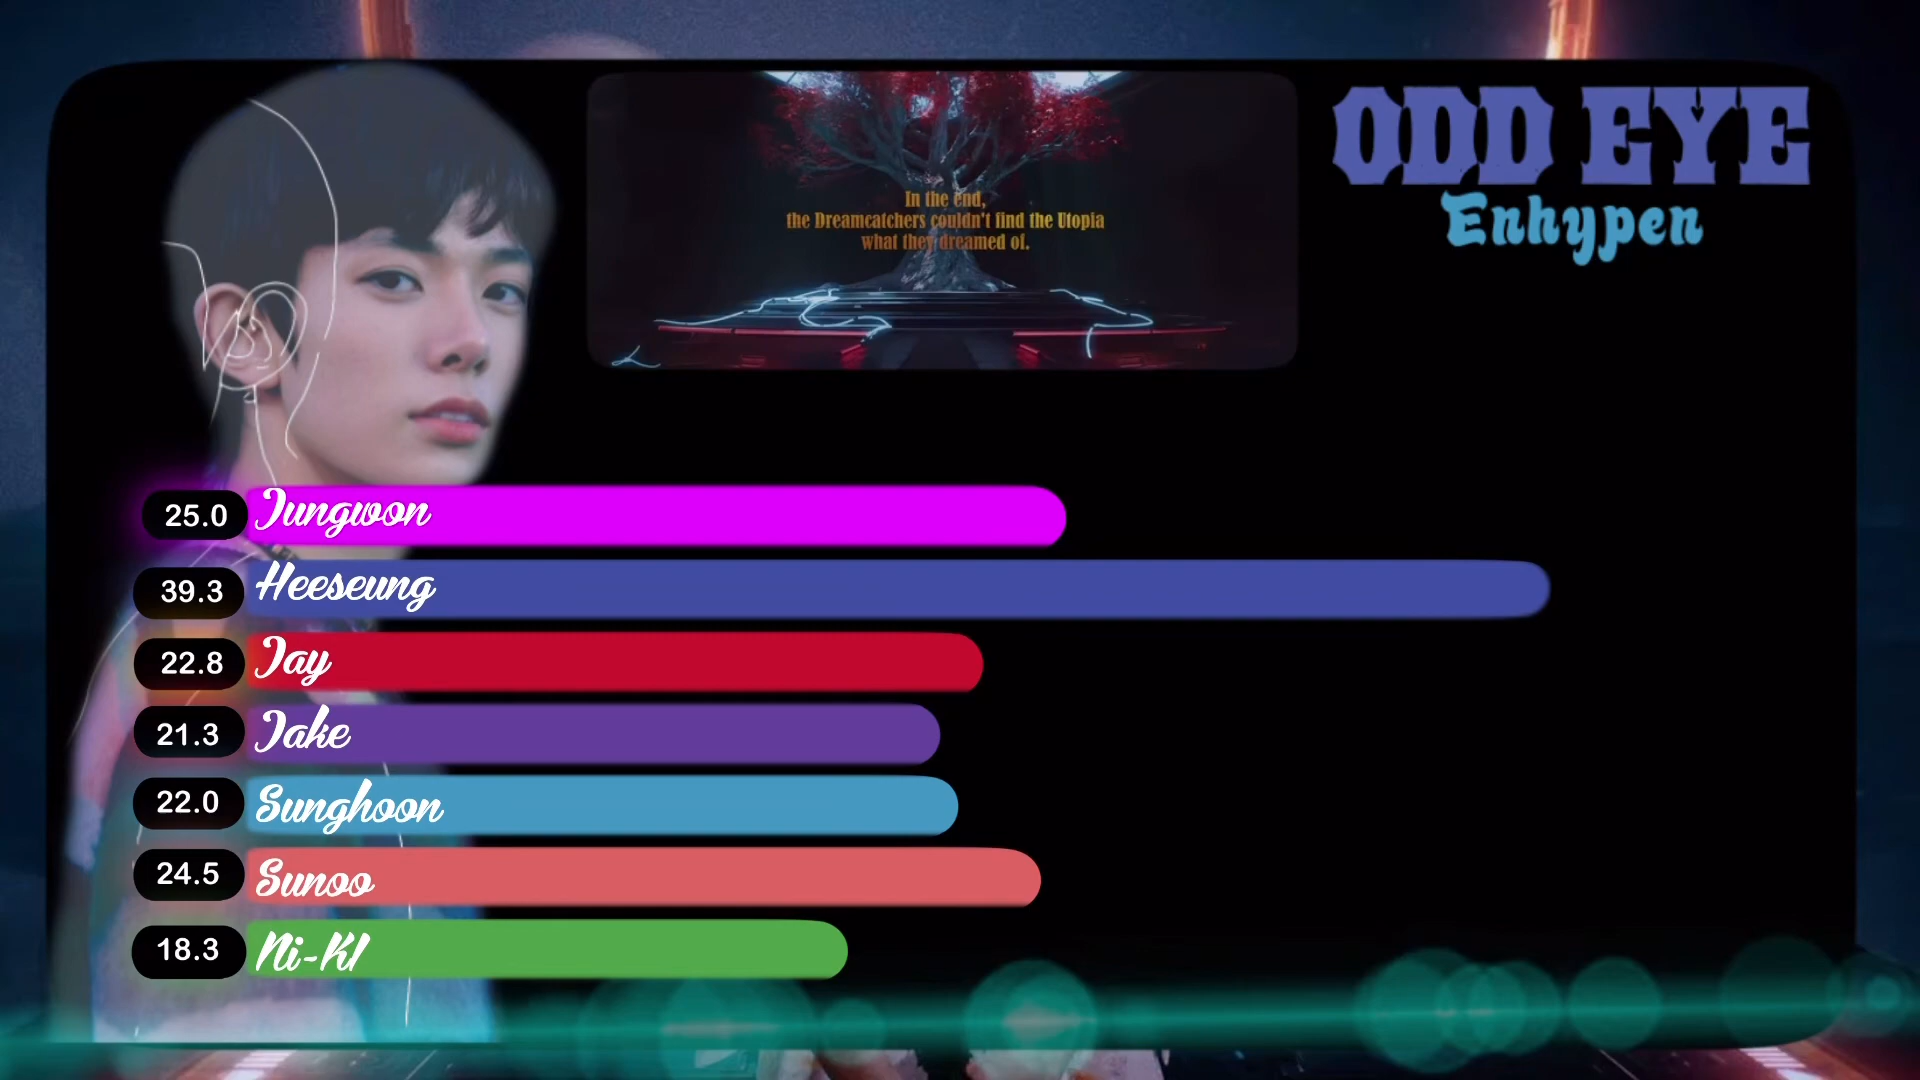 ODD EYE
Enhypen
In the end,
the Dreamcatchers couldn't find the Utopia
what they dreamed of.
25.0 Jungwon
39.3 Heeseung
22.8 Jay
21.3 Jake
22.0 Sunghoon
24.5 Sunoo
18.3 Ni-KI